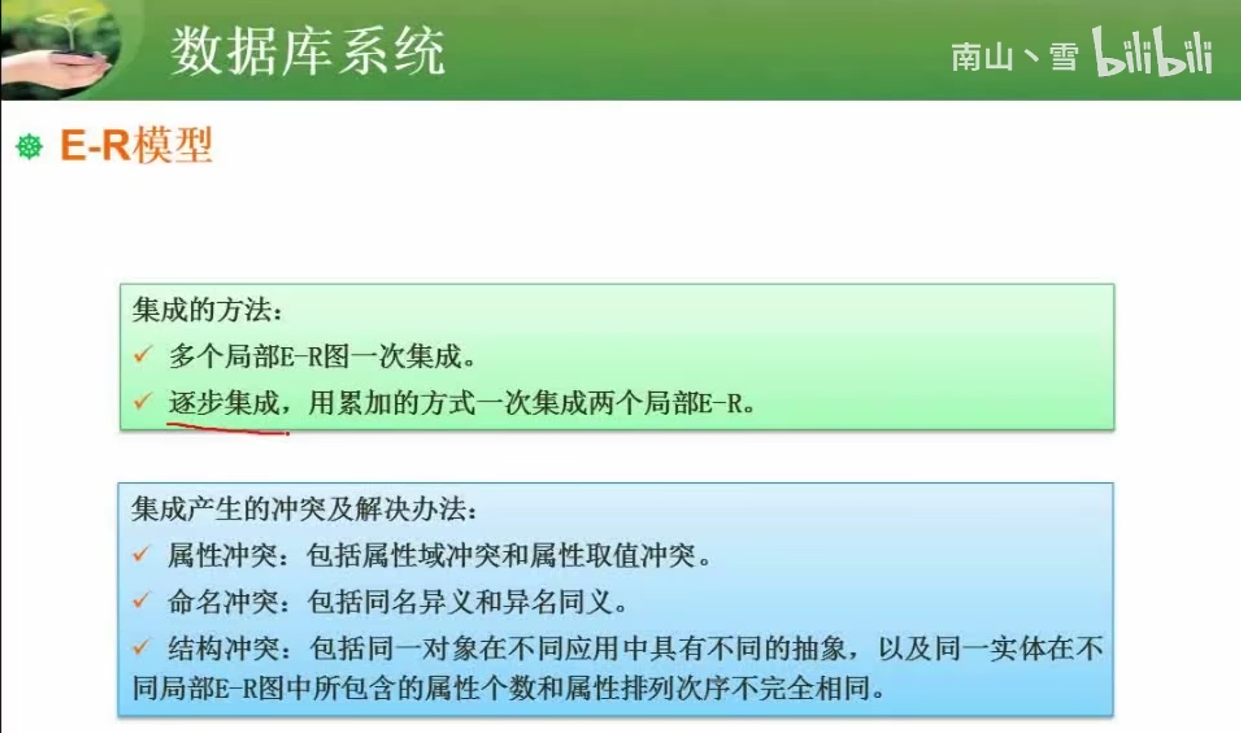 数据库系统
南山丶雪 bilibili
E-R模型
集成的方法：
✓ 多个局部E-R图一次集成。
✓ 逐步集成，用累加的方式一次集成两个局部E-R。
集成产生的冲突及解决办法：
✓ 属性冲突：包括属性域冲突和属性取值冲突。
✓ 命名冲突：包括同名异义和异名同义。
✓ 结构冲突：包括同一对象在不同应用中具有不同的抽象，以及同一实体在不
同局部E-R图中所包含的属性个数和属性排列次序不完全相同。